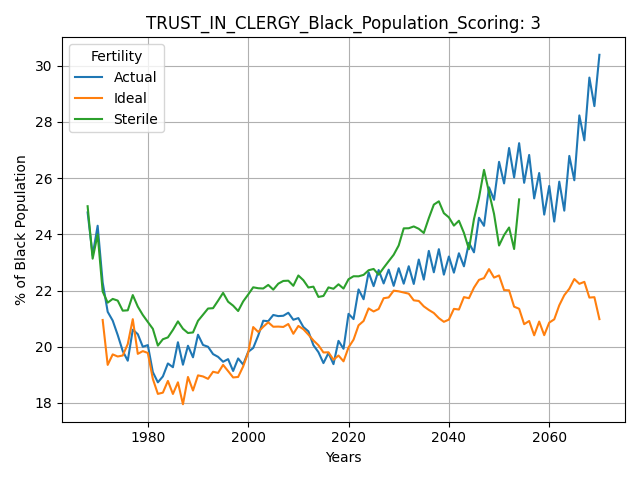 TRUST_IN_CLERGY_Black_Population_Scoring: 3
Fertility
Actual
Ideal
Sterile
% of Black Population
30
28
26
24
22
20
18
1980
2000
2020
2040
2060
Years